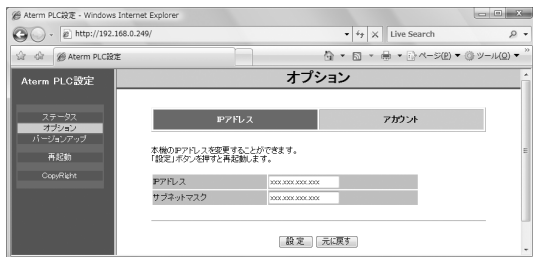 Aterm PLC設定 - Windows Internet Explorer
http://192.168.0.249/
Live Search
Aterm PLC設定
ページ(P)
ツール(O)
Aterm PLC設定
オプション
ステータス
オプション
バージョンアップ
再起動
CopyRight
IPアドレス
アカウント
本機のIPアドレスを変更することができます。
「設定」ボタンを押すと再起動します。
IPアドレス
xxx.xxx.xxx.xxx
サブネットマスク
xxx.xxx.xxx.xxx
設定
元に戻す